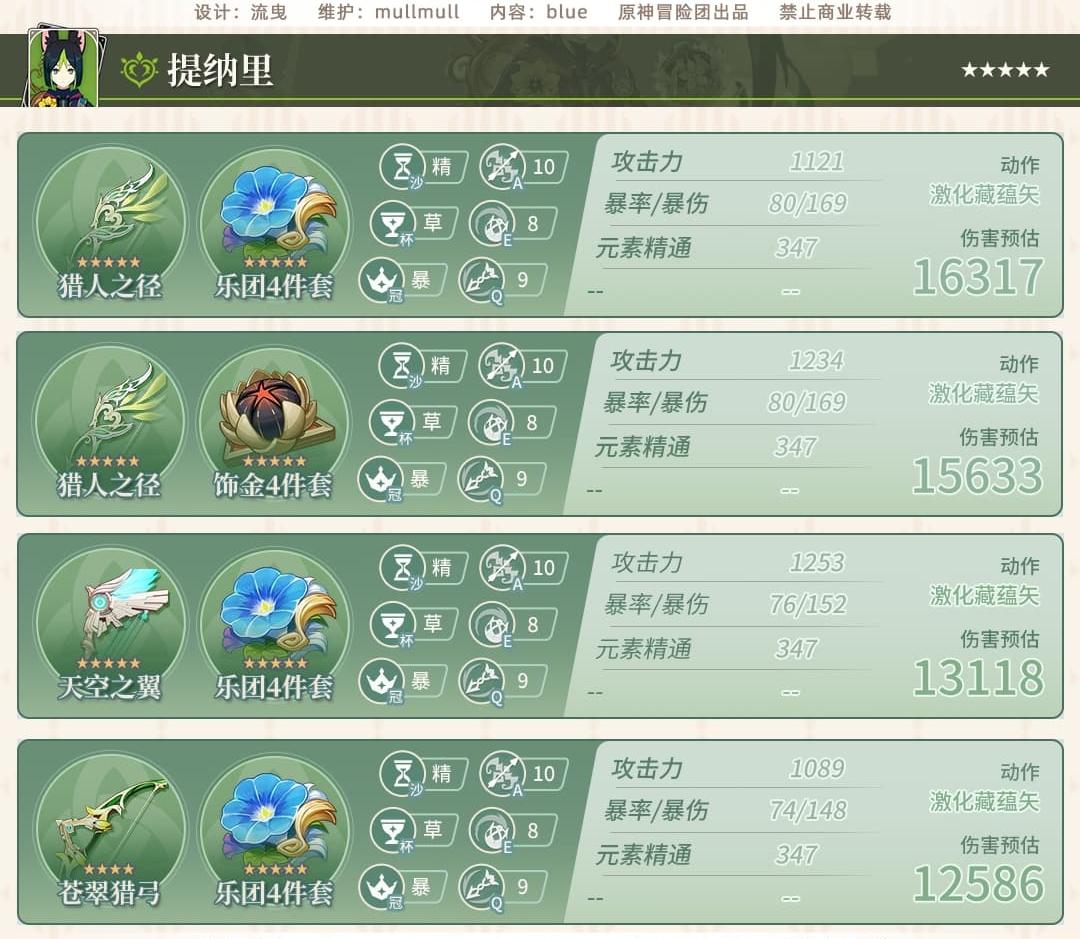 设计：流曳 维护：mullmull 内容：blue 原神冒险团出品 禁止商业转载
提纳里 ★★★★★
精 沙 10 A 攻击力 1121 动作
激化藏蕴矢
草 杯 8 E 暴率/暴伤 80/169
伤害预估
元素精通 347
★★★★★ ★★★★★
猎人之径 乐团4件套 暴 冠 9 Q 16317
-- --
精 沙 10 A 攻击力 1234 动作
激化藏蕴矢
草 杯 8 E 暴率/暴伤 80/169
伤害预估
元素精通 347
★★★★★ ★★★★★
猎人之径 饰金4件套 暴 冠 9 Q 15633
-- --
精 沙 10 A 攻击力 1253 动作
激化藏蕴矢
草 杯 8 E 暴率/暴伤 76/152
伤害预估
元素精通 347
★★★★★ ★★★★★
天空之翼 乐团4件套 暴 冠 9 Q 13118
-- --
精 沙 10 A 攻击力 1089 动作
激化藏蕴矢
草 杯 8 E 暴率/暴伤 74/148
伤害预估
元素精通 347
★★★★ ★★★★★
苍翠猎弓 乐团4件套 暴 冠 9 Q 12586
-- --